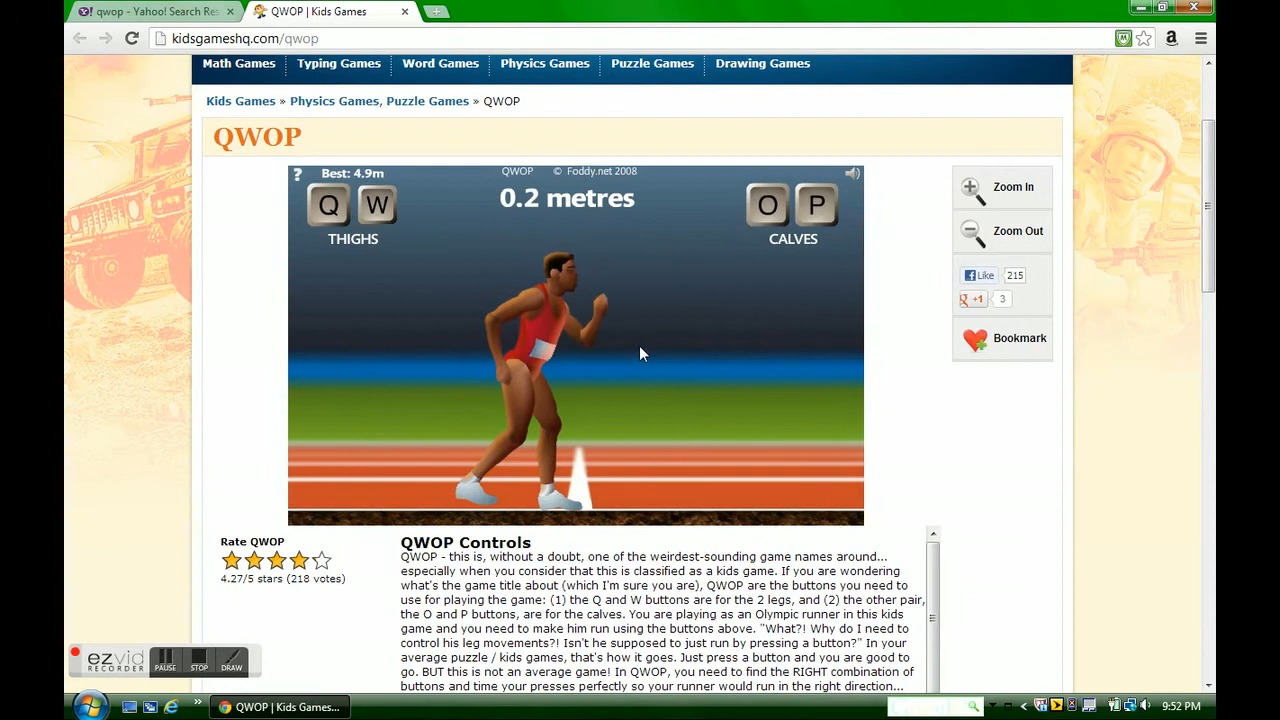 qwop - Yahoo! Search Res
QWOP | Kids Games
kidsgameshq.com/qwop
Math Games
Typing Games
Word Games
Physics Games
Puzzle Games
Drawing Games
Kids Games » Physics Games, Puzzle Games » QWOP
QWOP
? Best: 4.9m
QWOP © Foddy.net 2008
0.2 metres
Q W
THIGHS
O P
CALVES
Zoom In
Zoom Out
Like 215
+1 3
Bookmark
Rate QWOP
4.27/5 stars (218 votes)
QWOP Controls
QWOP - this is, without a doubt, one of the weirdest-sounding game names around...
especially when you consider that this is classified as a kids game. If you are wondering
what's the game title about (which I'm sure you are), QWOP are the buttons you need to
use for playing the game: (1) the Q and W buttons are for the 2 legs, and (2) the other pair,
the O and P buttons, are for the calves. You are playing as an Olympic runner in this kids
game and you need to make him run using the buttons above. "What?! Why do I need to
control his leg movements?! Isn't he supposed to just run by pressing a button?" In your
average puzzle / kids games, that's how it goes. Just press a button and you are good to
go. BUT this is not an average game! In QWOP, you need to find the RIGHT combination of
buttons and time your presses perfectly so your runner would run in the right direction...
ezvid
RECORDER
PAUSE
STOP
DRAW
QWOP | Kids Games...
9:52 PM